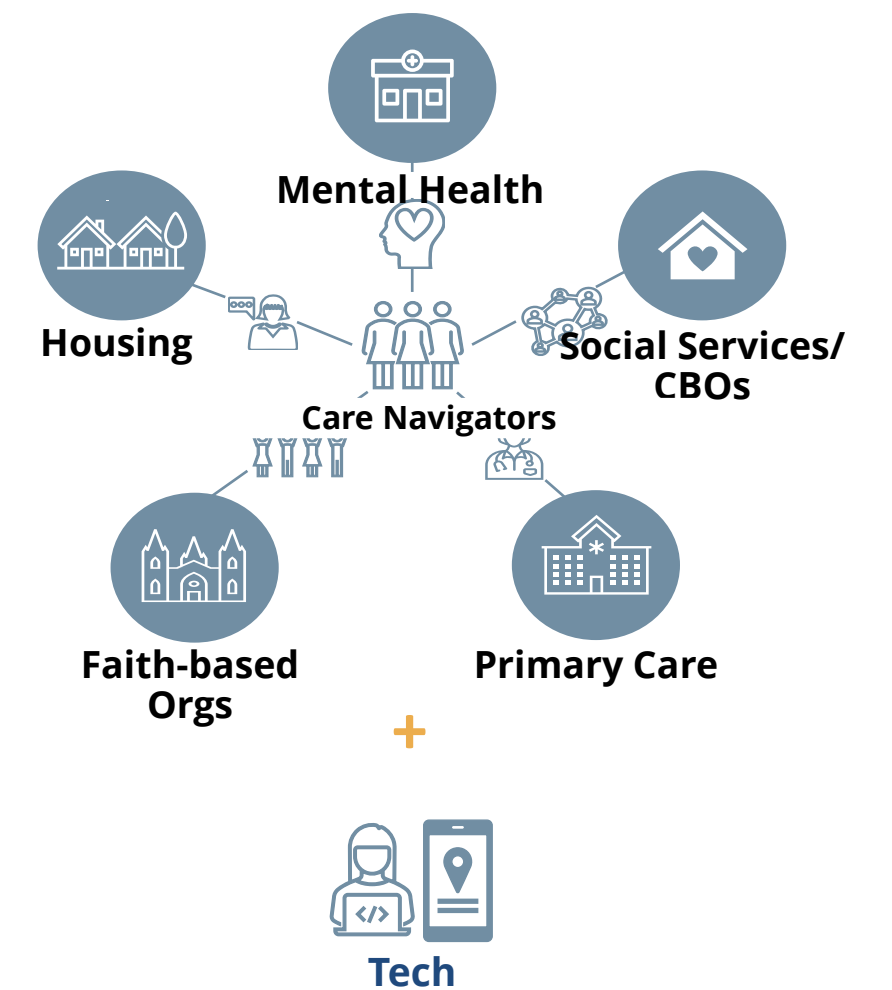 Mental Health
Housing
Social Services/
CBOs
Care Navigators
Faith-based
Orgs
Primary Care
+
</>
Tech